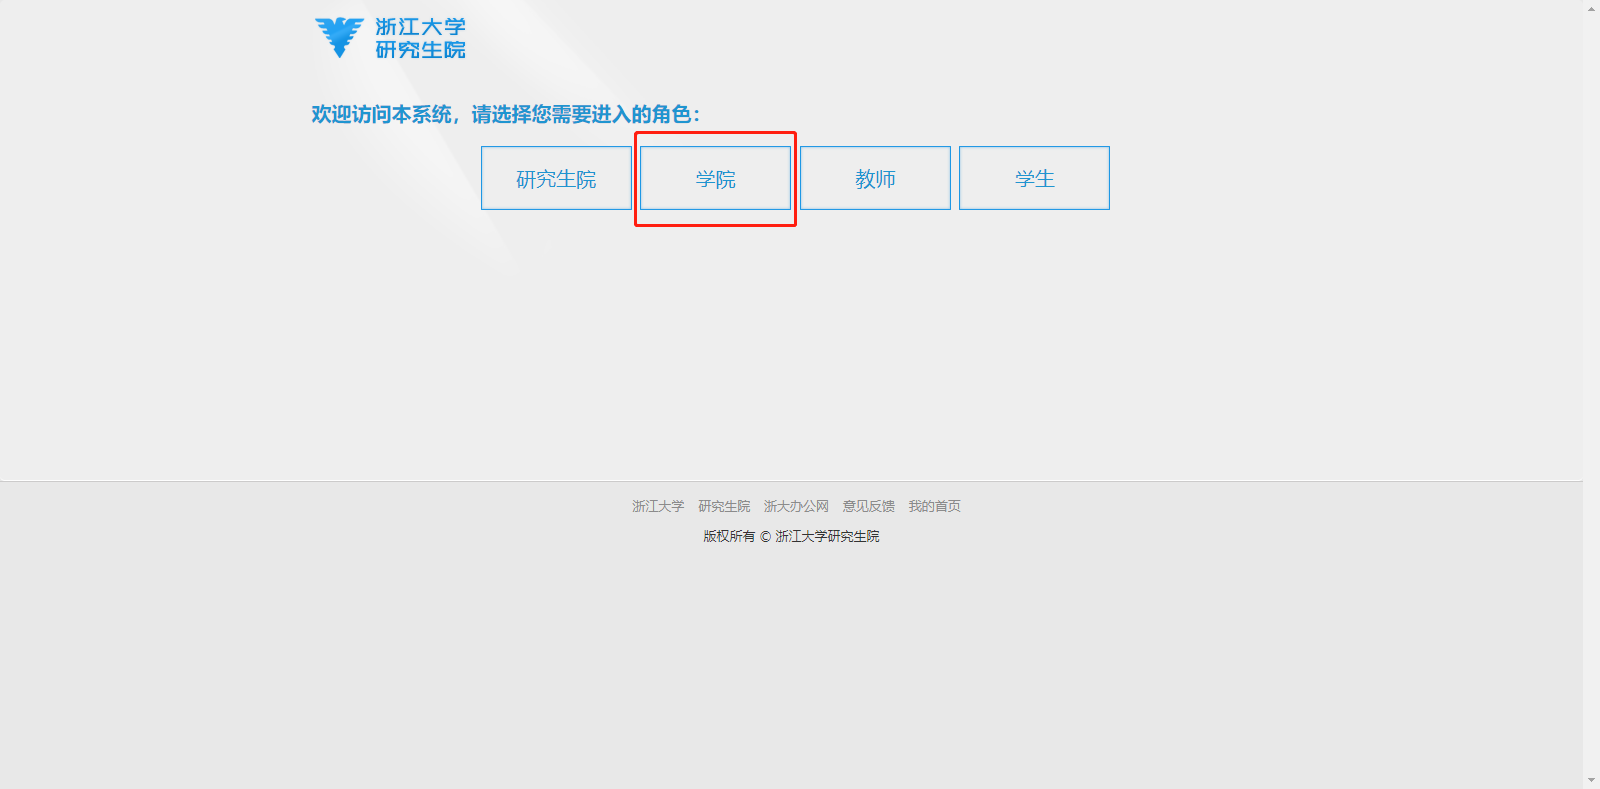 浙江大学
研究生院
欢迎访问本系统，请选择您需要进入的角色：
研究生院 学院 教师 学生
浙江大学 研究生院 浙大办公网 意见反馈 我的首页
版权所有 © 浙江大学研究生院